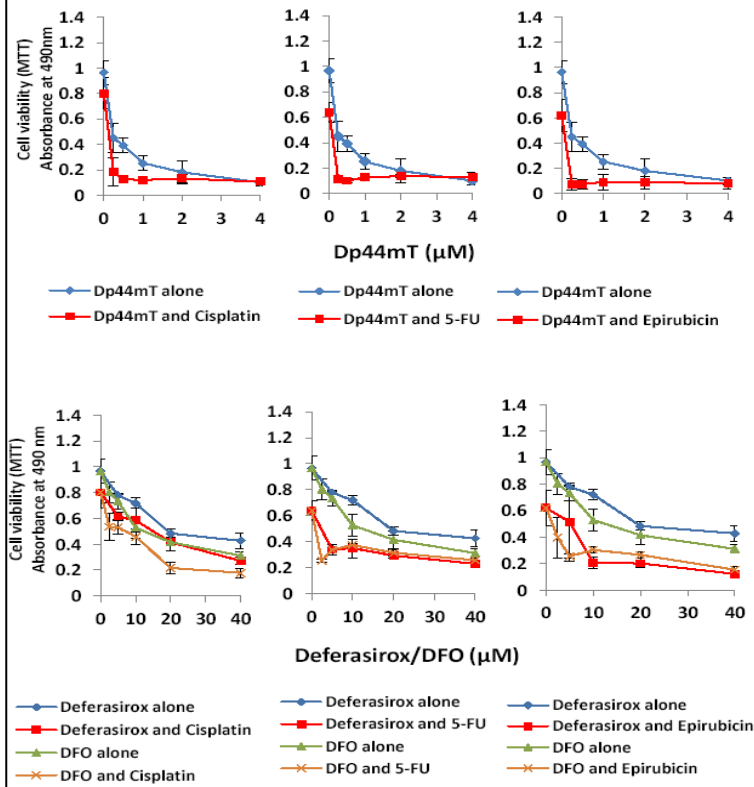 Cell viability (MTT)
Absorbance at 490nm
1.4
1.2
1
0.8
0.6
0.4
0.2
0
0 1 2 3 4
1.4
1.2
1
0.8
0.6
0.4
0.2
0
0 1 2 3 4
1.4
1.2
1
0.8
0.6
0.4
0.2
0
0 1 2 3 4
Dp44mT (µM)
Dp44mT alone
Dp44mT and Cisplatin
Dp44mT alone
Dp44mT and 5-FU
Dp44mT alone
Dp44mT and Epirubicin
Cell viability (MTT)
Absorbance at 490 nm
1.4
1.2
1
0.8
0.6
0.4
0.2
0
0 10 20 30 40
1.4
1.2
1
0.8
0.6
0.4
0.2
0
0 10 20 30 40
1.4
1.2
1
0.8
0.6
0.4
0.2
0
0 10 20 30 40
Deferasirox/DFO (µM)
Deferasirox alone
Deferasirox and Cisplatin
DFO alone
DFO and Cisplatin
Deferasirox alone
Deferasirox and 5-FU
DFO alone
DFO and 5-FU
Deferasirox alone
Deferasirox and Epirubicin
DFO alone
DFO and Epirubicin